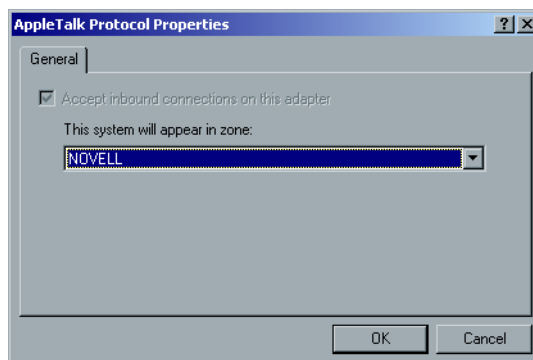 AppleTalk Protocol Properties
General
Accept inbound connections on this adapter
This system will appear in zone:
NOVELL
OK
Cancel